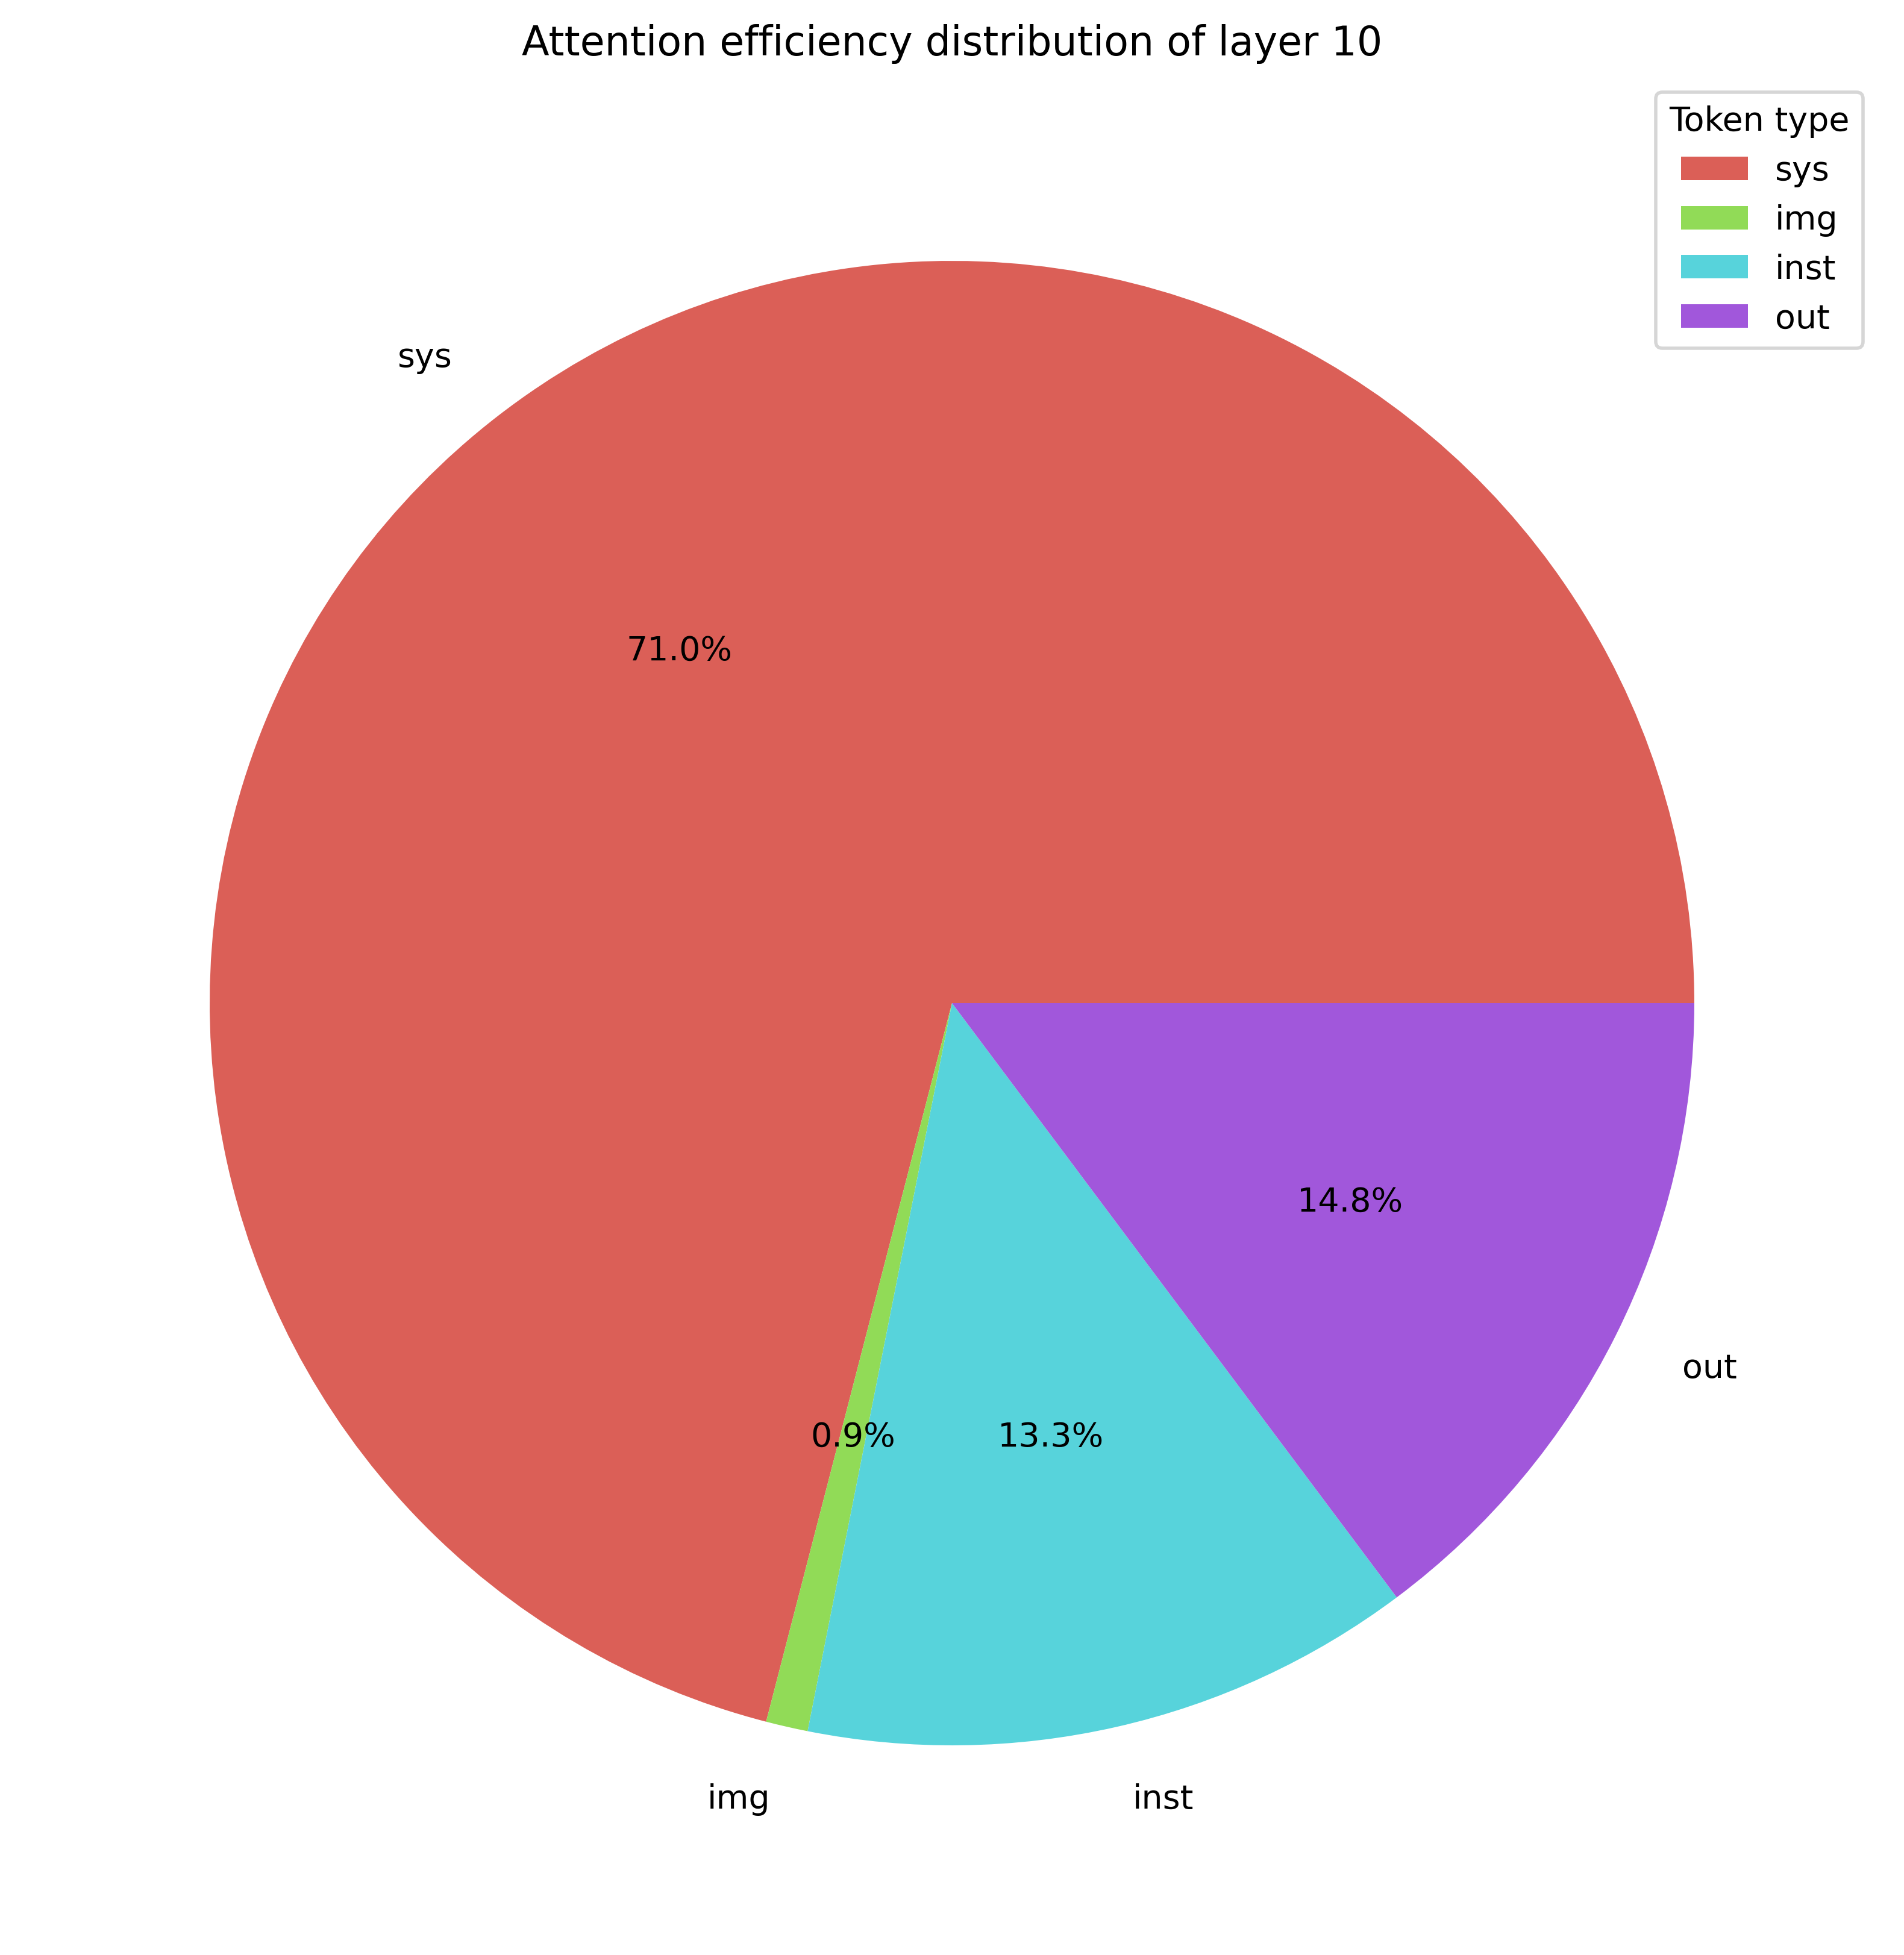 Attention efficiency distribution of layer 10
Token type
sys
img
inst
out
sys
71.0%
14.8%
out
0.9%
13.3%
img
inst